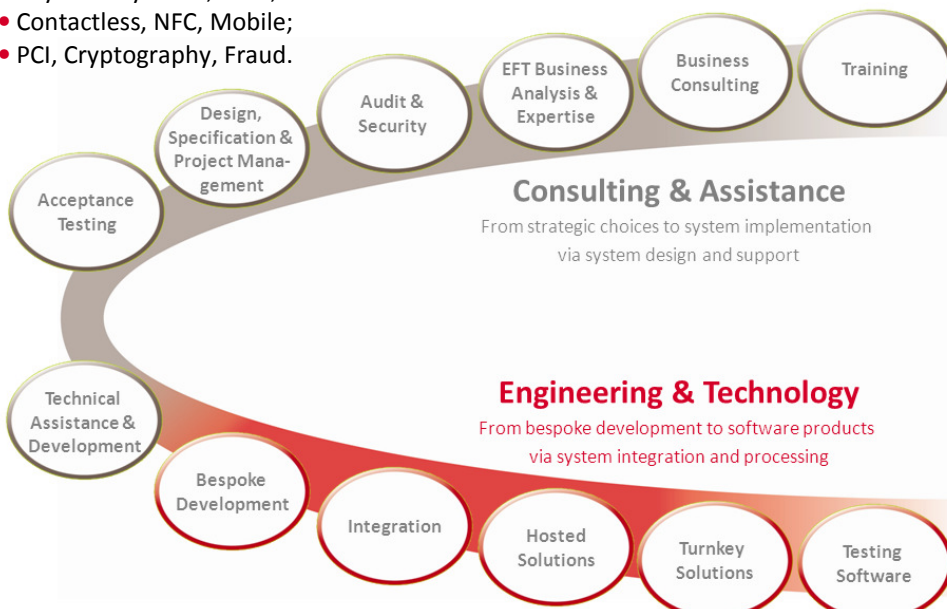 • Contactless, NFC, Mobile;
• PCI, Cryptography, Fraud.
Training
Business
Consulting
EFT Business
Analysis &
Expertise
Audit &
Security
Design,
Specification &
Project Mana-
gement
Acceptance
Testing
Consulting & Assistance
From strategic choices to system implementation
via system design and support
Technical
Assistance &
Development
Engineering & Technology
From bespoke development to software products
via system integration and processing
Bespoke
Development
Integration
Hosted
Solutions
Turnkey
Solutions
Testing
Software